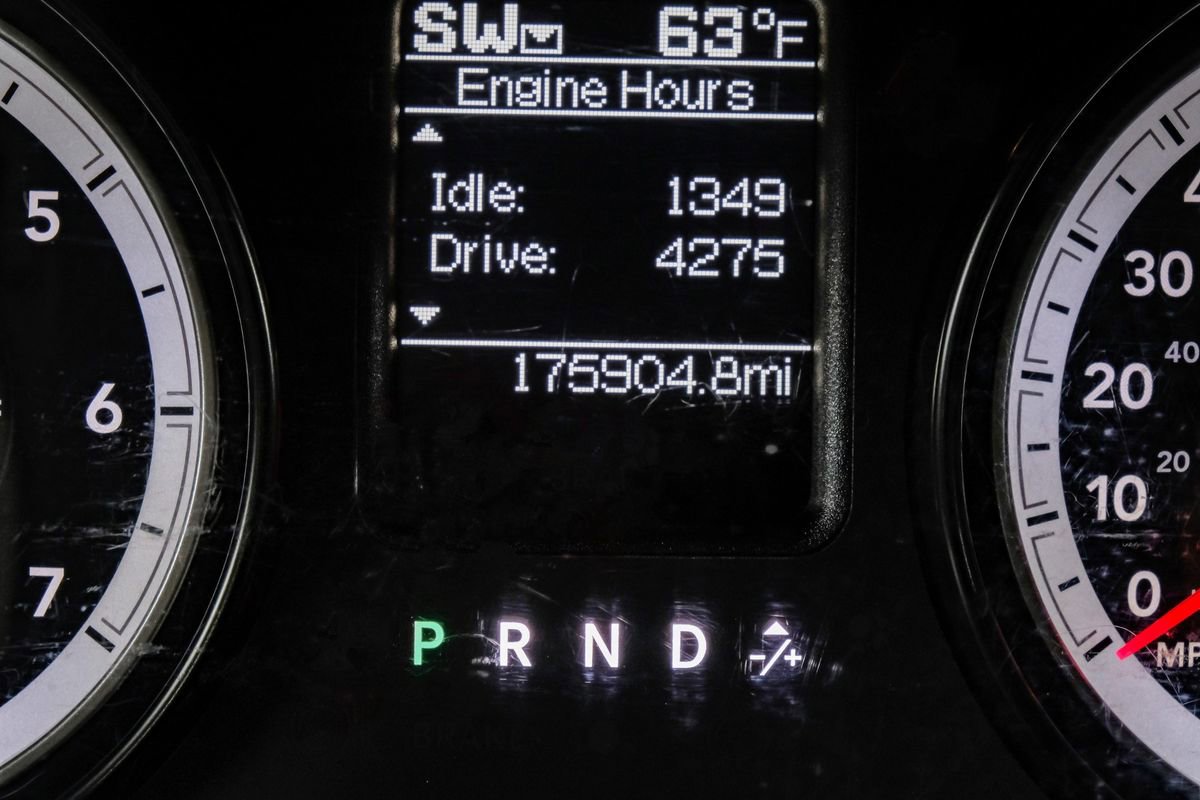 SW 63°F
Engine Hours
Idle: 1349
Drive: 4275
175904.8mi
5
6
7
30
40
20
20
10
0
P R N D -/+